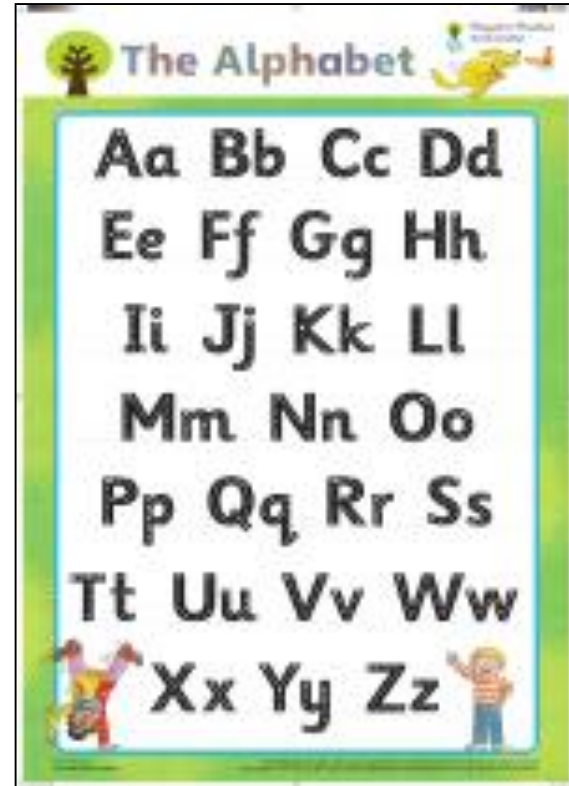 The Alphabet
Aa Bb Cc Dd
Ee Ff Gg Hh
Ii Jj Kk Ll
Mm Nn Oo
Pp Qq Rr Ss
Tt Uu Vv Ww
Xx Yy Zz